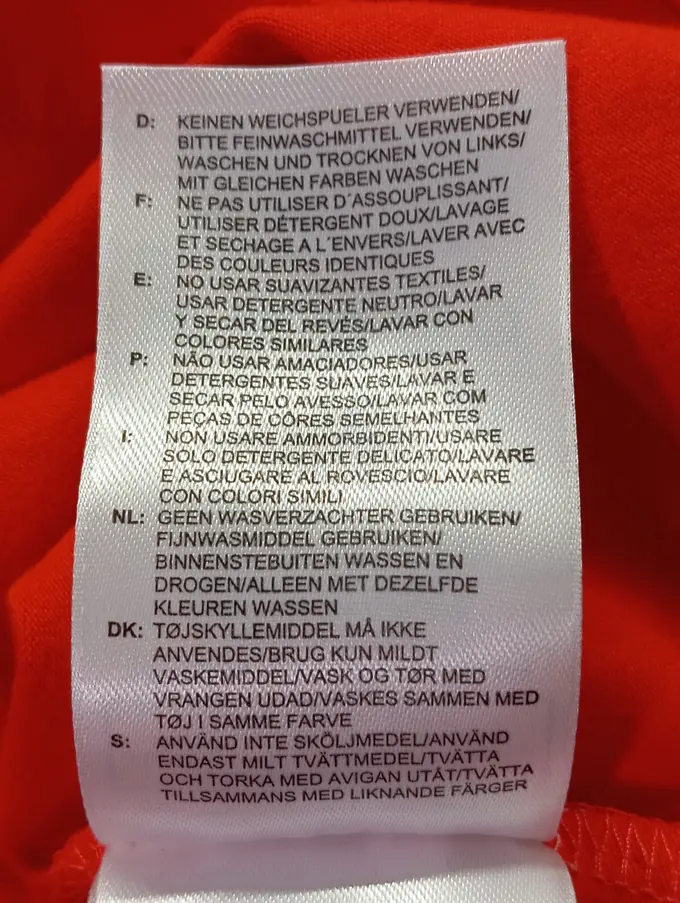 D: KEINEN WEICHSPUELER VERWENDEN/
BITTE FEINWASCHMITTEL VERWENDEN/
WASCHEN UND TROCKNEN VON LINKS/
MIT GLEICHEN FARBEN WASCHEN
F: NE PAS UTILISER D´ASSOUPLISSANT/
UTILISER DÉTERGENT DOUX/LAVAGE
ET SECHAGE A L´ENVERS/LAVER AVEC
DES COULEURS IDENTIQUES
E: NO USAR SUAVIZANTES TEXTILES/
USAR DETERGENTE NEUTRO/LAVAR
Y SECAR DEL REVÉS/LAVAR CON
COLORES SIMILARES
P: NÃO USAR AMACIADORES/USAR
DETERGENTES SUAVES/LAVAR E
SECAR PELO AVESSO/LAVAR COM
PEÇAS DE CÔRES SEMELHANTES
I: NON USARE AMMORBIDENTI/USARE
SOLO DETERGENTE DELICATO/LAVARE
E ASCIUGARE AL ROVESCIO/LAVARE
CON COLORI SIMILI
NL: GEEN WASVERZACHTER GEBRUIKEN/
FIJNWASMIDDEL GEBRUIKEN/
BINNENSTEBUITEN WASSEN EN
DROGEN/ALLEEN MET DEZELFDE
KLEUREN WASSEN
DK: TØJSKYLLEMIDDEL MÅ IKKE
ANVENDES/BRUG KUN MILDT
VASKEMIDDEL/VASK OG TØR MED
VRANGEN UDAD/VASKES SAMMEN MED
TØJ I SAMME FARVE
S: ANVÄND INTE SKÖLJMEDEL/ANVÄND
ENDAST MILT TVÄTTMEDEL/TVÄTTA
OCH TORKA MED AVIGAN UTÅT/TVÄTTA
TILLSAMMANS MED LIKNANDE FÄRGER